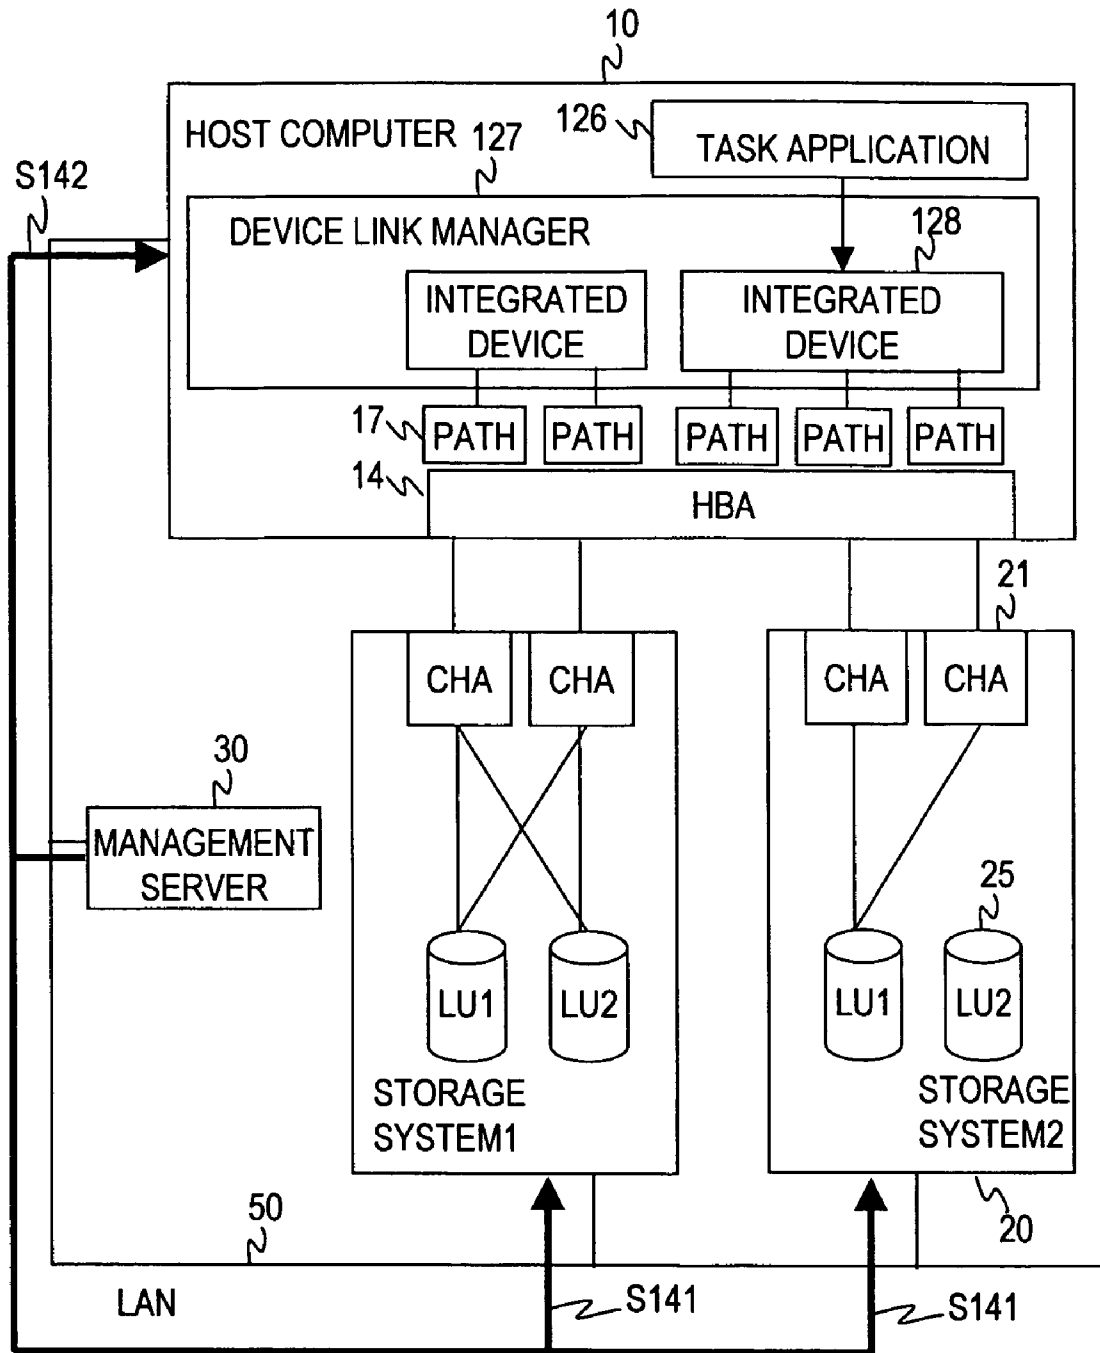 10
HOST COMPUTER
126
TASK APPLICATION
127
S142
DEVICE LINK MANAGER
128
INTEGRATED
DEVICE
INTEGRATED
DEVICE
17
PATH
PATH
PATH
PATH
PATH
14
HBA
21
CHA
CHA
CHA
CHA
30
MANAGEMENT
SERVER
25
LU1
LU2
LU1
LU2
STORAGE
SYSTEM1
STORAGE
SYSTEM2
50
20
LAN
S141
S141